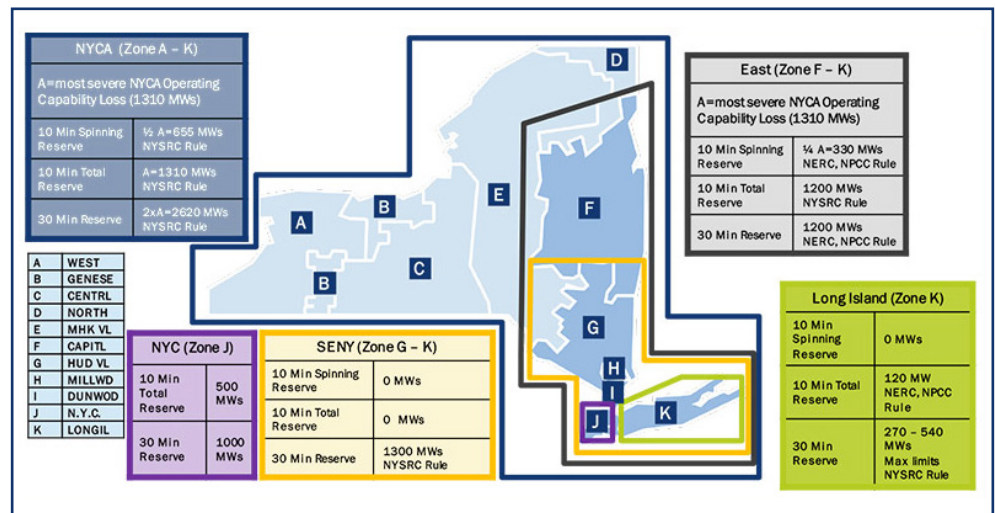 NYCA (Zone A – K)
A=most severe NYCA Operating
Capability Loss (1310 MWs)
10 Min Spinning
Reserve
½ A=655 MWs
NYSRC Rule
10 Min Total
Reserve
A=1310 MWs
NYSRC Rule
30 Min Reserve
2xA=2620 MWs
NYSRC Rule
A WEST
B GENESE
C CENTRL
D NORTH
E MHK VL
F CAPITL
G HUD VL
H MILLWD
I DUNWOD
J N.Y.C.
K LONGIL
NYC (Zone J)
10 Min
Total
Reserve
500
MWs
30 Min
Reserve
1000
MWs
SENY (Zone G – K)
10 Min Spinning
Reserve
0 MWs
10 Min Total
Reserve
0 MWs
30 Min Reserve
1300 MWs
NYSRC Rule
D
E
F
A
B
B
C
G
H
I
J
K
East (Zone F – K)
A=most severe NYCA Operating
Capability Loss (1310 MWs)
10 Min Spinning
Reserve
¼ A=330 MWs
NERC, NPCC Rule
10 Min Total
Reserve
1200 MWs
NYSRC Rule
30 Min Reserve
1200 MWs
NERC, NPCC Rule
Long Island (Zone K)
10 Min
Spinning
Reserve
0 MWs
10 Min Total
Reserve
120 MW
NERC, NPCC
Rule
30 Min
Reserve
270 – 540
MWs
Max limits
NYSRC Rule